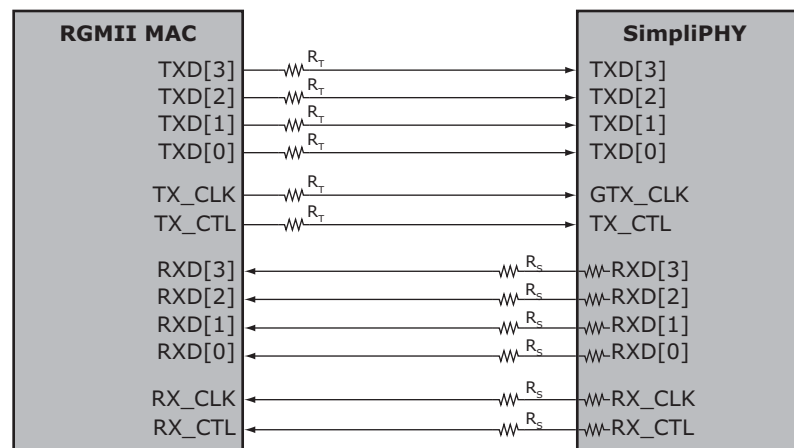 RGMII MAC SimpliPHY
TXD[3] R_T TXD[3]
TXD[2] R_T TXD[2]
TXD[1] R_T TXD[1]
TXD[0] R_T TXD[0]
TX_CLK R_T GTX_CLK
TX_CTL R_T TX_CTL
RXD[3] R_S RXD[3]
RXD[2] R_S RXD[2]
RXD[1] R_S RXD[1]
RXD[0] R_S RXD[0]
RX_CLK R_S RX_CLK
RX_CTL R_S RX_CTL